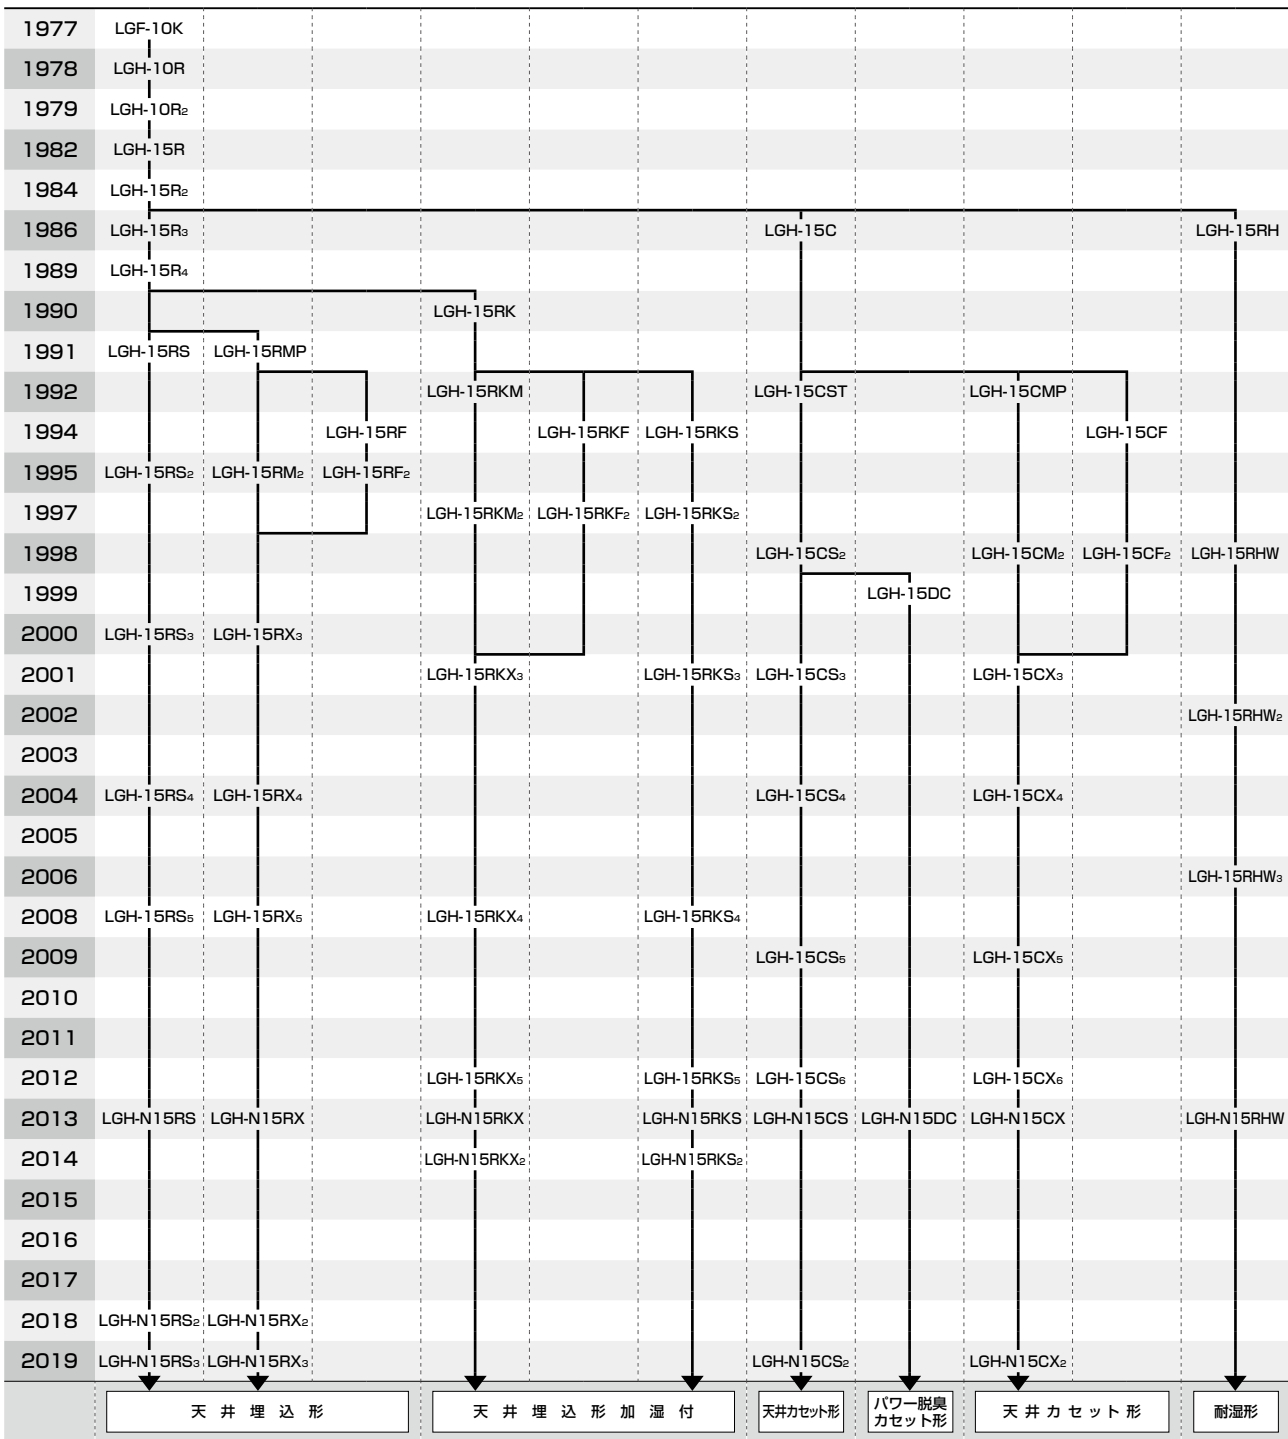 1977 LGF-10K
1978 LGH-10R
1979 LGH-10R₂
1982 LGH-15R
1984 LGH-15R₂
1986 LGH-15R₃ LGH-15C LGH-15RH
1989 LGH-15R₄
1990 LGH-15RK
1991 LGH-15RS LGH-15RMP
1992 LGH-15RKM LGH-15CST LGH-15CMP
1994 LGH-15RF LGH-15RKF LGH-15RKS LGH-15CF
1995 LGH-15RS₂ LGH-15RM₂ LGH-15RF₂
1997 LGH-15RKM₂ LGH-15RKF₂ LGH-15RKS₂
1998 LGH-15CS₂ LGH-15CM₂ LGH-15CF₂ LGH-15RHW
1999 LGH-15DC
2000 LGH-15RS₃ LGH-15RX₃
2001 LGH-15RKX₃ LGH-15RKS₃ LGH-15CS₃ LGH-15CX₃
2002 LGH-15RHW₂
2003
2004 LGH-15RS₄ LGH-15RX₄ LGH-15CS₄ LGH-15CX₄
2005
2006 LGH-15RHW₃
2008 LGH-15RS₅ LGH-15RX₅ LGH-15RKX₄ LGH-15RKS₄
2009 LGH-15CS₅ LGH-15CX₅
2010
2011
2012 LGH-15RKX₅ LGH-15RKS₅ LGH-15CS₆ LGH-15CX₆
2013 LGH-N15RS LGH-N15RX LGH-N15RKX LGH-N15RKS LGH-N15CS LGH-N15DC LGH-N15CX LGH-N15RHW
2014 LGH-N15RKX₂ LGH-N15RKS₂
2015
2016
2017
2018 LGH-N15RS₂ LGH-N15RX₂
2019 LGH-N15RS₃ LGH-N15RX₃ LGH-N15CS₂ LGH-N15CX₂
天井埋込形
天井埋込形加湿付
天井カセット形
パワー脱臭
カセット形
天井カセット形
耐湿形